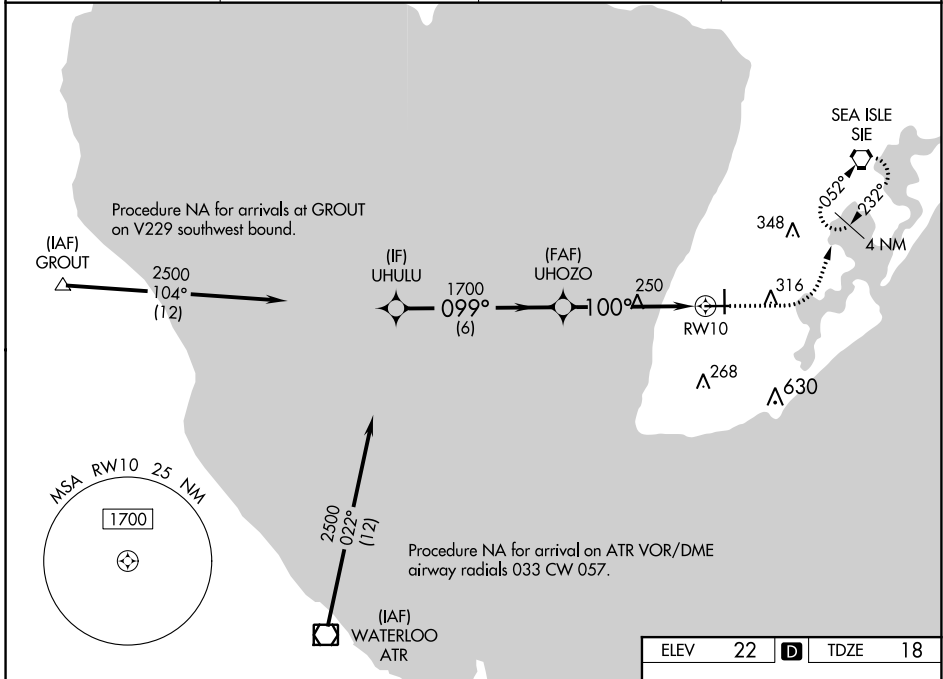 SEA ISLE
SIE
052°
232°
4 NM
348
Procedure NA for arrivals at GROUT
on V229 southwest bound.
(IAF)
GROUT
2500
104°
(12)
(IF)
UHULU
1700
099°
(6)
(FAF)
UHOZO
100°
250
RW10
316
268
630
MSA RW10 25 NM
1700
2500
022°
(12)
Procedure NA for arrival on ATR VOR/DME
airway radials 033 CW 057.
(IAF)
WATERLOO
ATR
ELEV 22 D TDZE 18